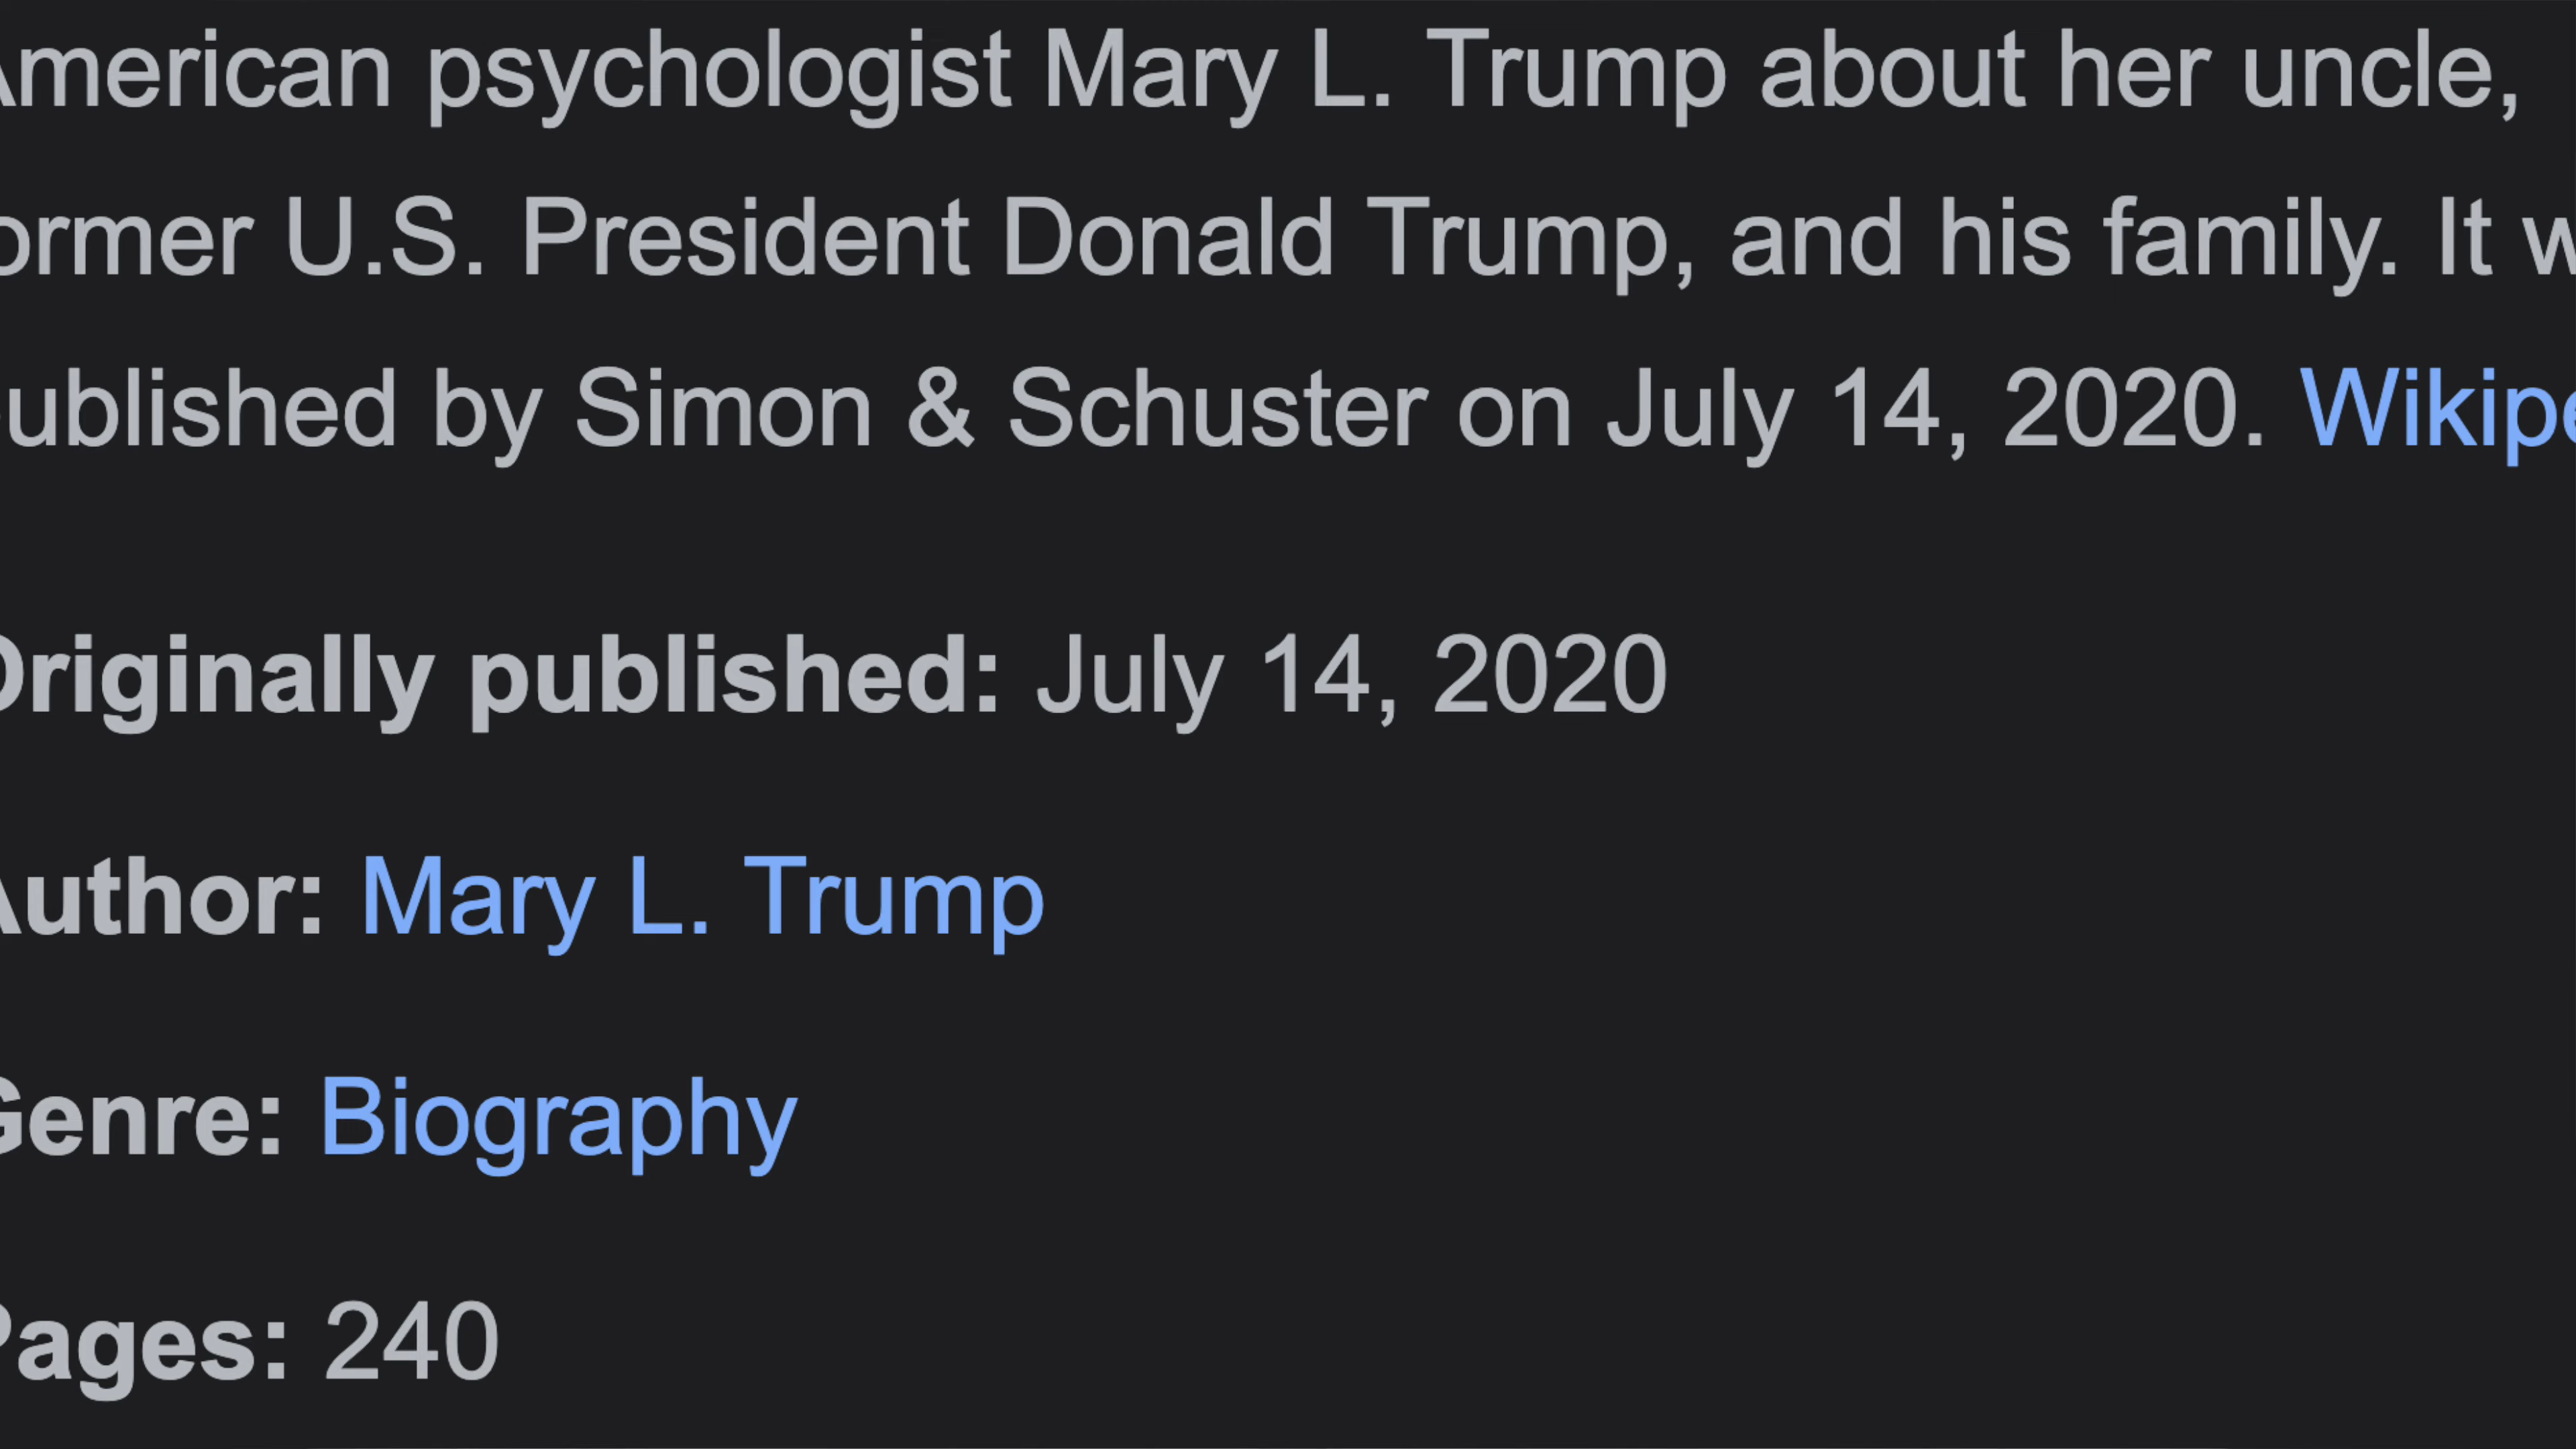 American psychologist Mary L. Trump about her uncle,
former U.S. President Donald Trump, and his family. It w
published by Simon & Schuster on July 14, 2020. Wikipe
Originally published: July 14, 2020
Author: Mary L. Trump
Genre: Biography
Pages: 240